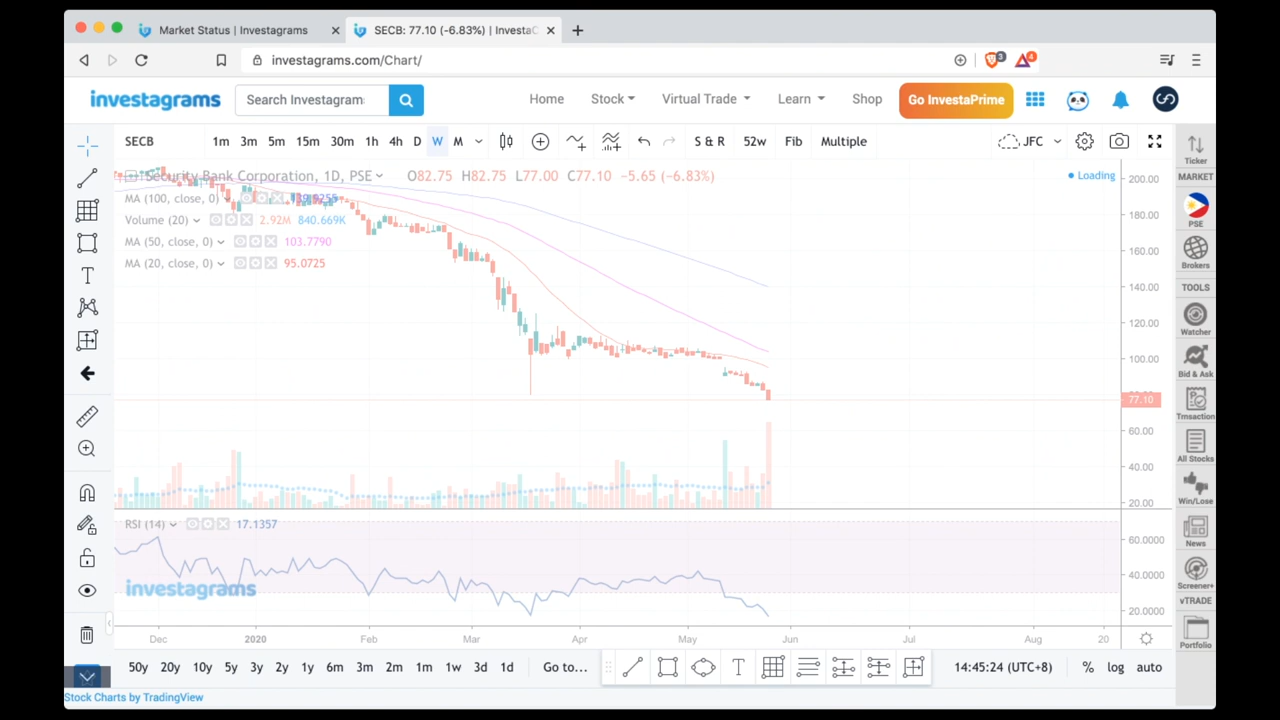 Market Status | Investagrams
SECB: 77.10 (-6.83%) | Investa
investagrams.com/Chart/
3
4
investagrams
Search Investagram
Home
Stock
Virtual Trade
Learn
Shop
Go InvestaPrime
SECB
1m 3m 5m 15m 30m 1h 4h D W M
S & R
52w
Fib
Multiple
JFC
Ticker
MARKET
PSE
Brokers
TOOLS
Watcher
Bid & Ask
Trnsaction
All Stocks
Win/Lose
News
Screener+
vTRADE
Portfolio
Security Bank Corporation, 1D, PSE O82.75 H82.75 L77.00 C77.10 -5.65 (-6.83%)
Loading
MA (100, close, 0)
Volume (20) 2.92M 840.669K
MA (50, close, 0) 103.7790
MA (20, close, 0) 95.0725
200.00
180.00
160.00
140.00
120.00
100.00
77.10
60.00
40.00
20.00
RSI (14) 17.1357
investagrams
60.0000
40.0000
20.0000
Dec 2020 Feb Mar Apr May Jun Jul Aug 20
50y 20y 10y 5y 3y 2y 1y 6m 3m 2m 1m 1w 3d 1d Go to...
T
14:45:24 (UTC+8)
% log auto
Stock Charts by TradingView